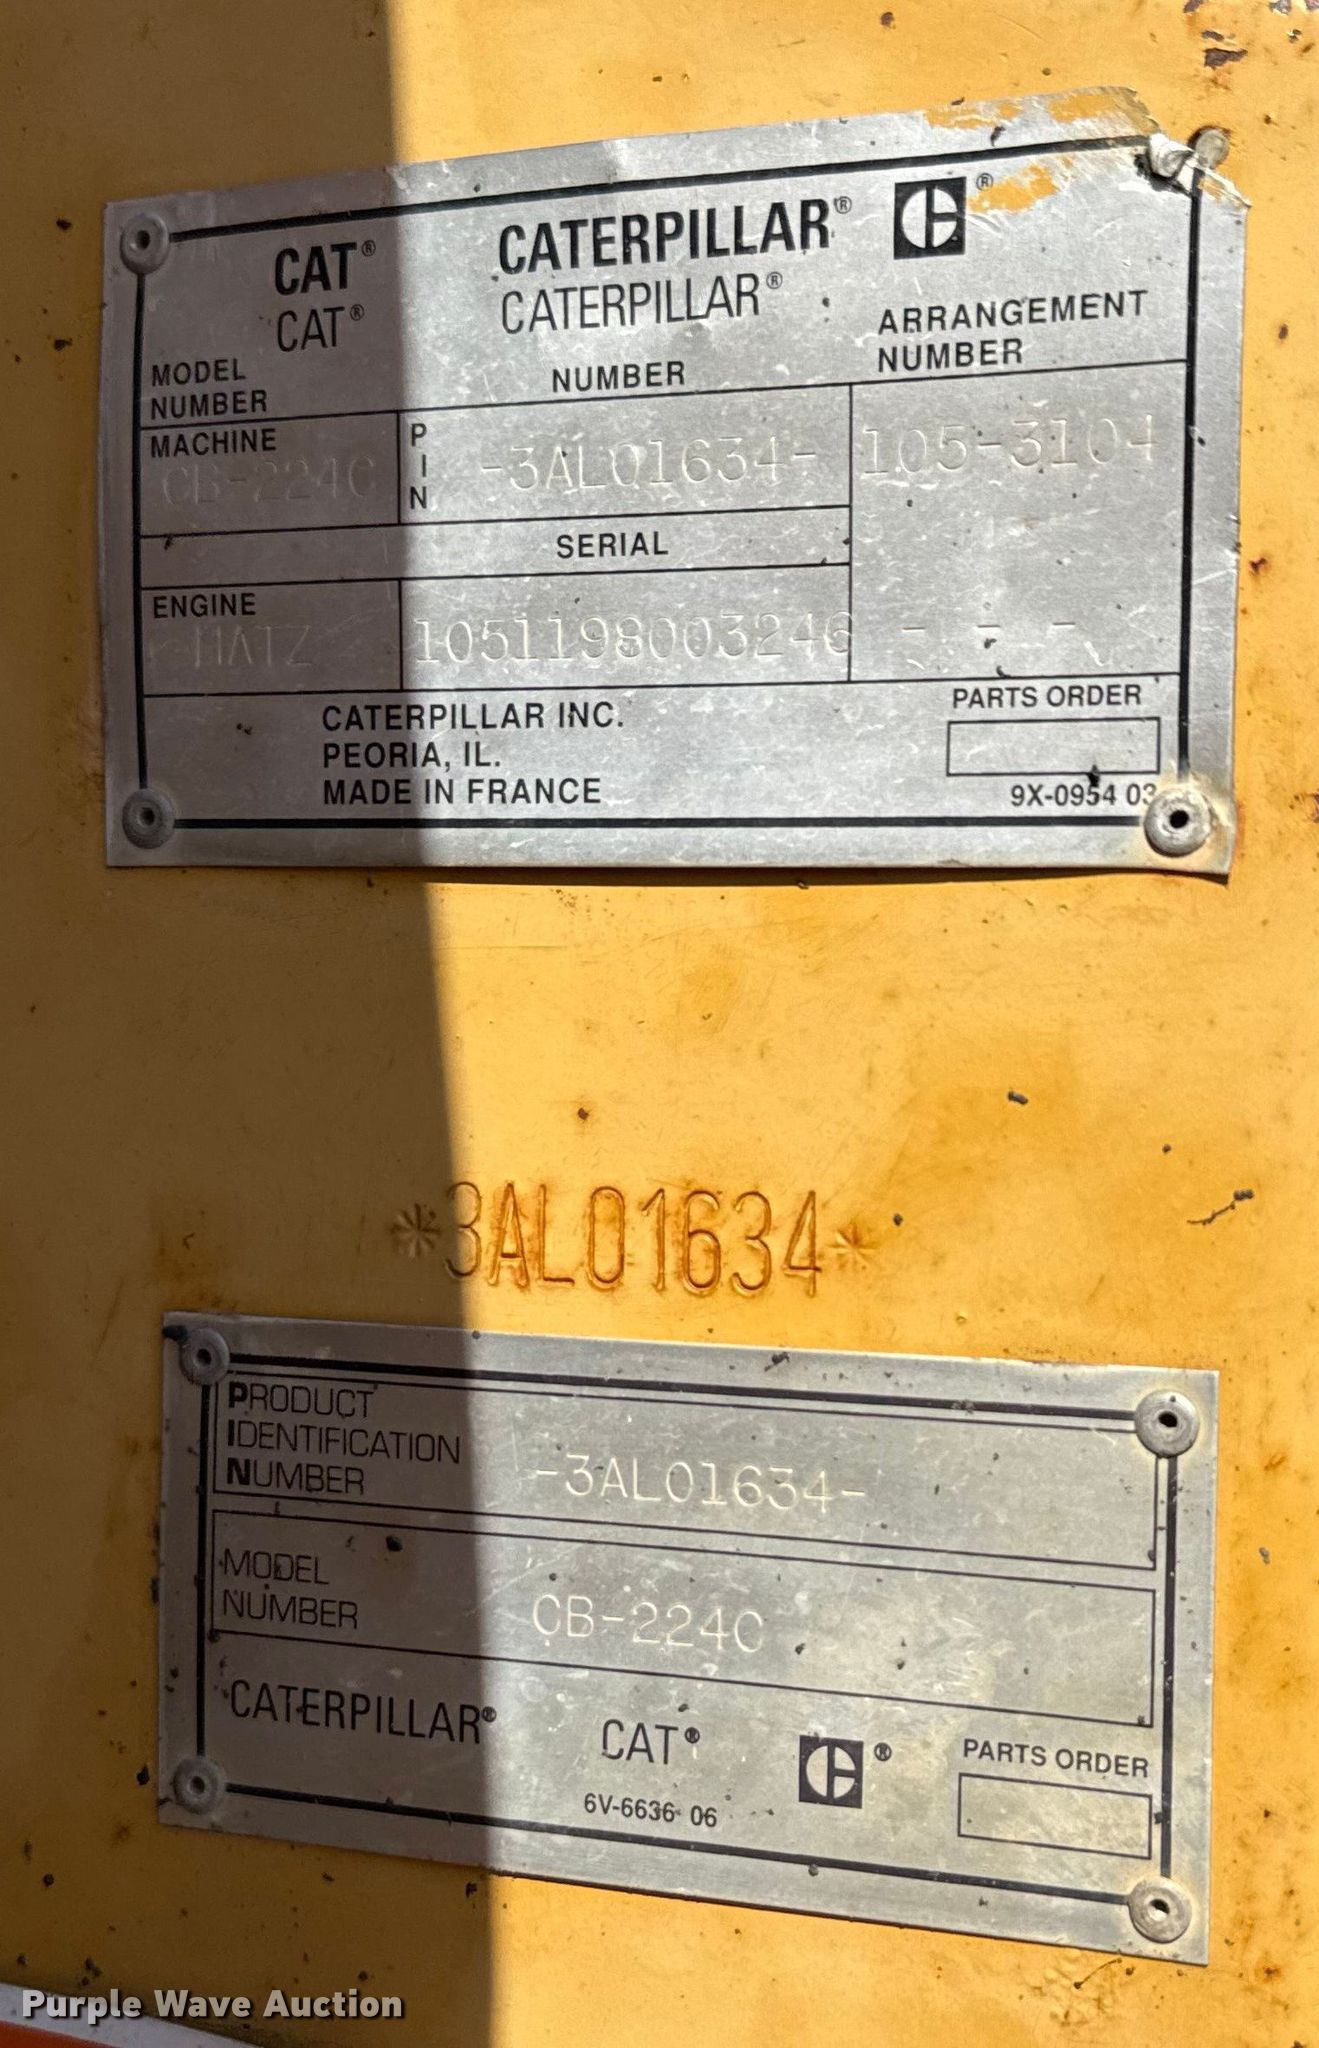 CAT® CATERPILLAR® ®
CAT® CATERPILLAR®
MODEL NUMBER
NUMBER
ARRANGEMENT NUMBER
MACHINE
CB-224C
PIN
-3AL01634-
105-3104
SERIAL
ENGINE
HATZ
1051198003246
- - -
CATERPILLAR INC.
PEORIA, IL.
MADE IN FRANCE
PARTS ORDER
9X-0954 03
*3AL01634*
PRODUCT
IDENTIFICATION
NUMBER
-3AL01634-
MODEL
NUMBER
CB-224C
CATERPILLAR® CAT® ®
6V-6636 06
PARTS ORDER
Purple Wave Auction